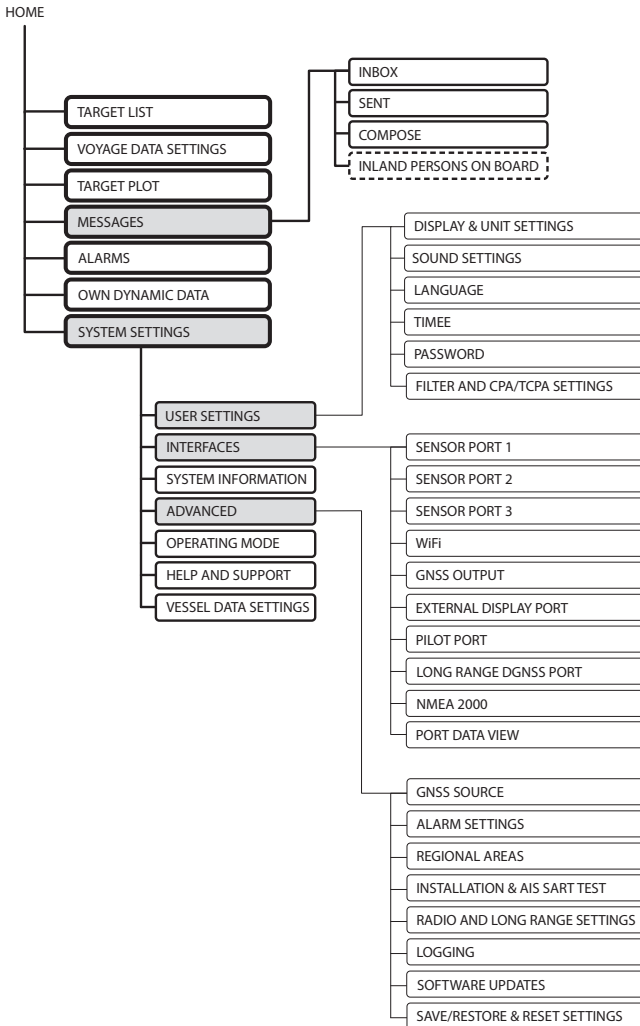 HOME
TARGET LIST
VOYAGE DATA SETTINGS
TARGET PLOT
MESSAGES
ALARMS
OWN DYNAMIC DATA
SYSTEM SETTINGS
INBOX
SENT
COMPOSE
INLAND PERSONS ON BOARD
USER SETTINGS
INTERFACES
SYSTEM INFORMATION
ADVANCED
OPERATING MODE
HELP AND SUPPORT
VESSEL DATA SETTINGS
DISPLAY & UNIT SETTINGS
SOUND SETTINGS
LANGUAGE
TIMEE
PASSWORD
FILTER AND CPA/TCPA SETTINGS
SENSOR PORT 1
SENSOR PORT 2
SENSOR PORT 3
WiFi
GNSS OUTPUT
EXTERNAL DISPLAY PORT
PILOT PORT
LONG RANGE DGNSS PORT
NMEA 2000
PORT DATA VIEW
GNSS SOURCE
ALARM SETTINGS
REGIONAL AREAS
INSTALLATION & AIS SART TEST
RADIO AND LONG RANGE SETTINGS
LOGGING
SOFTWARE UPDATES
SAVE/RESTORE & RESET SETTINGS